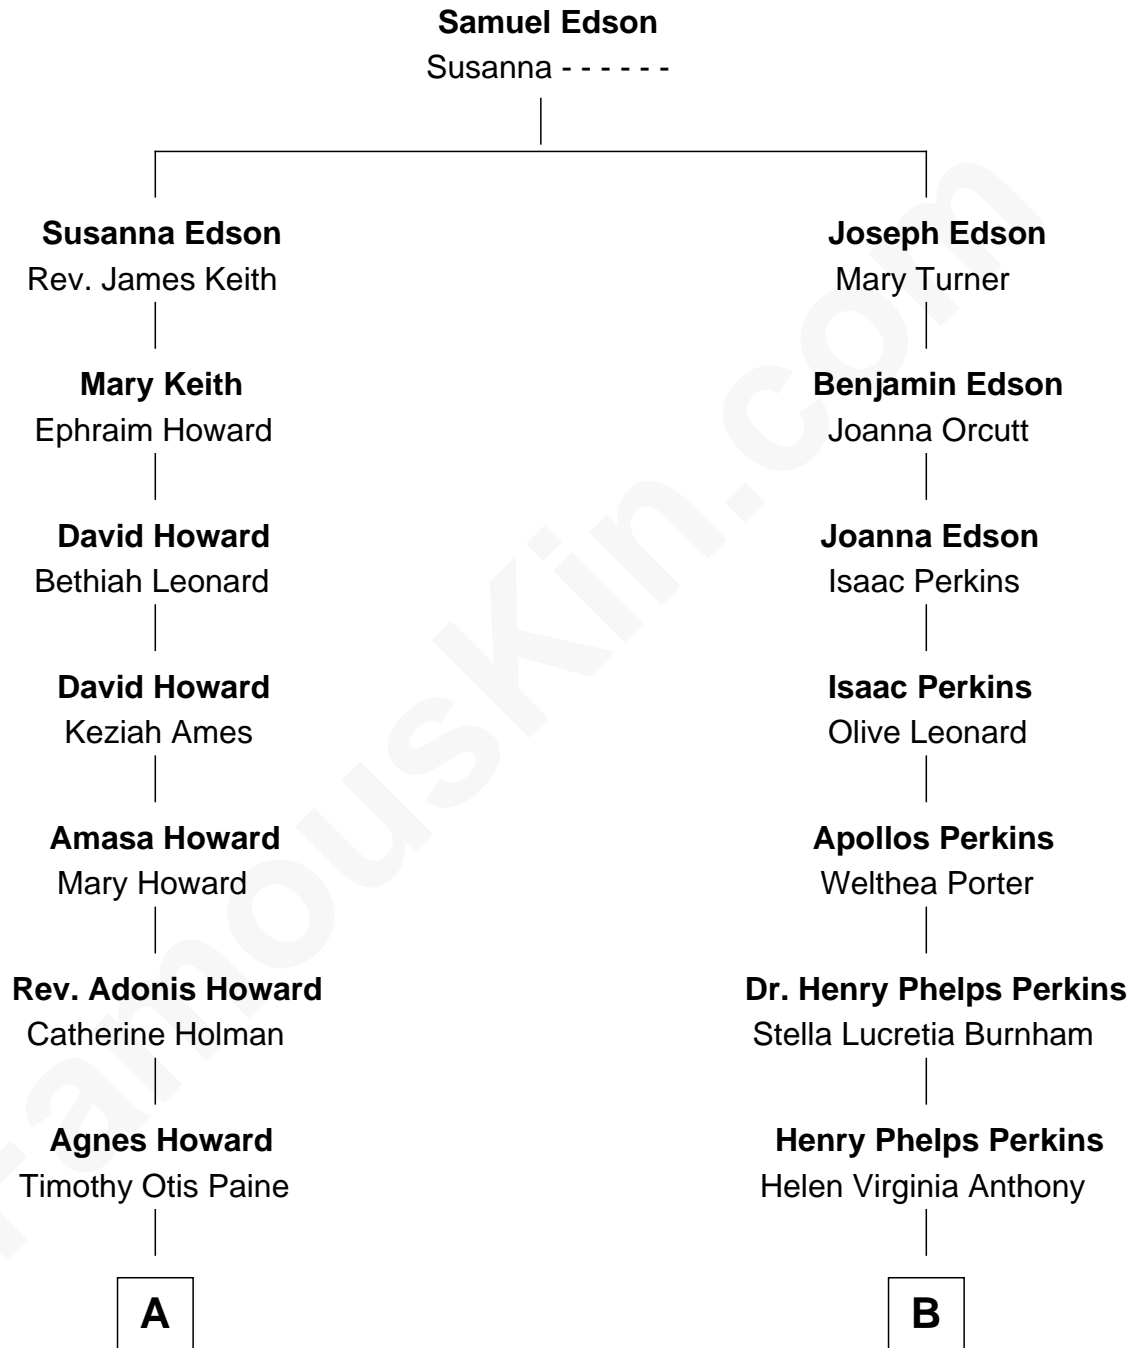 Samuel Edson
Susanna - - - - - -
Susanna Edson
Rev. James Keith
Joseph Edson
Mary Turner
Mary Keith
Ephraim Howard
Benjamin Edson
Joanna Orcutt
David Howard
Bethiah Leonard
Joanna Edson
Isaac Perkins
David Howard
Keziah Ames
Isaac Perkins
Olive Leonard
Amasa Howard
Mary Howard
Apollos Perkins
Welthea Porter
Rev. Adonis Howard
Catherine Holman
Dr. Henry Phelps Perkins
Stella Lucretia Burnham
Agnes Howard
Timothy Otis Paine
Henry Phelps Perkins
Helen Virginia Anthony
A
B
FamousKin.com